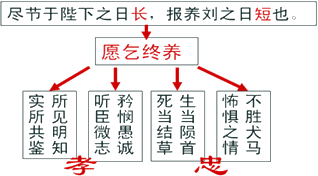 尽节于陛下之日长，报养刘之日短也。
愿乞终养
所见明知
实所共鉴
矜悯愚诚
听臣微志
生当陨首
死当结草
不胜犬马
怖惧之情
孝
忠